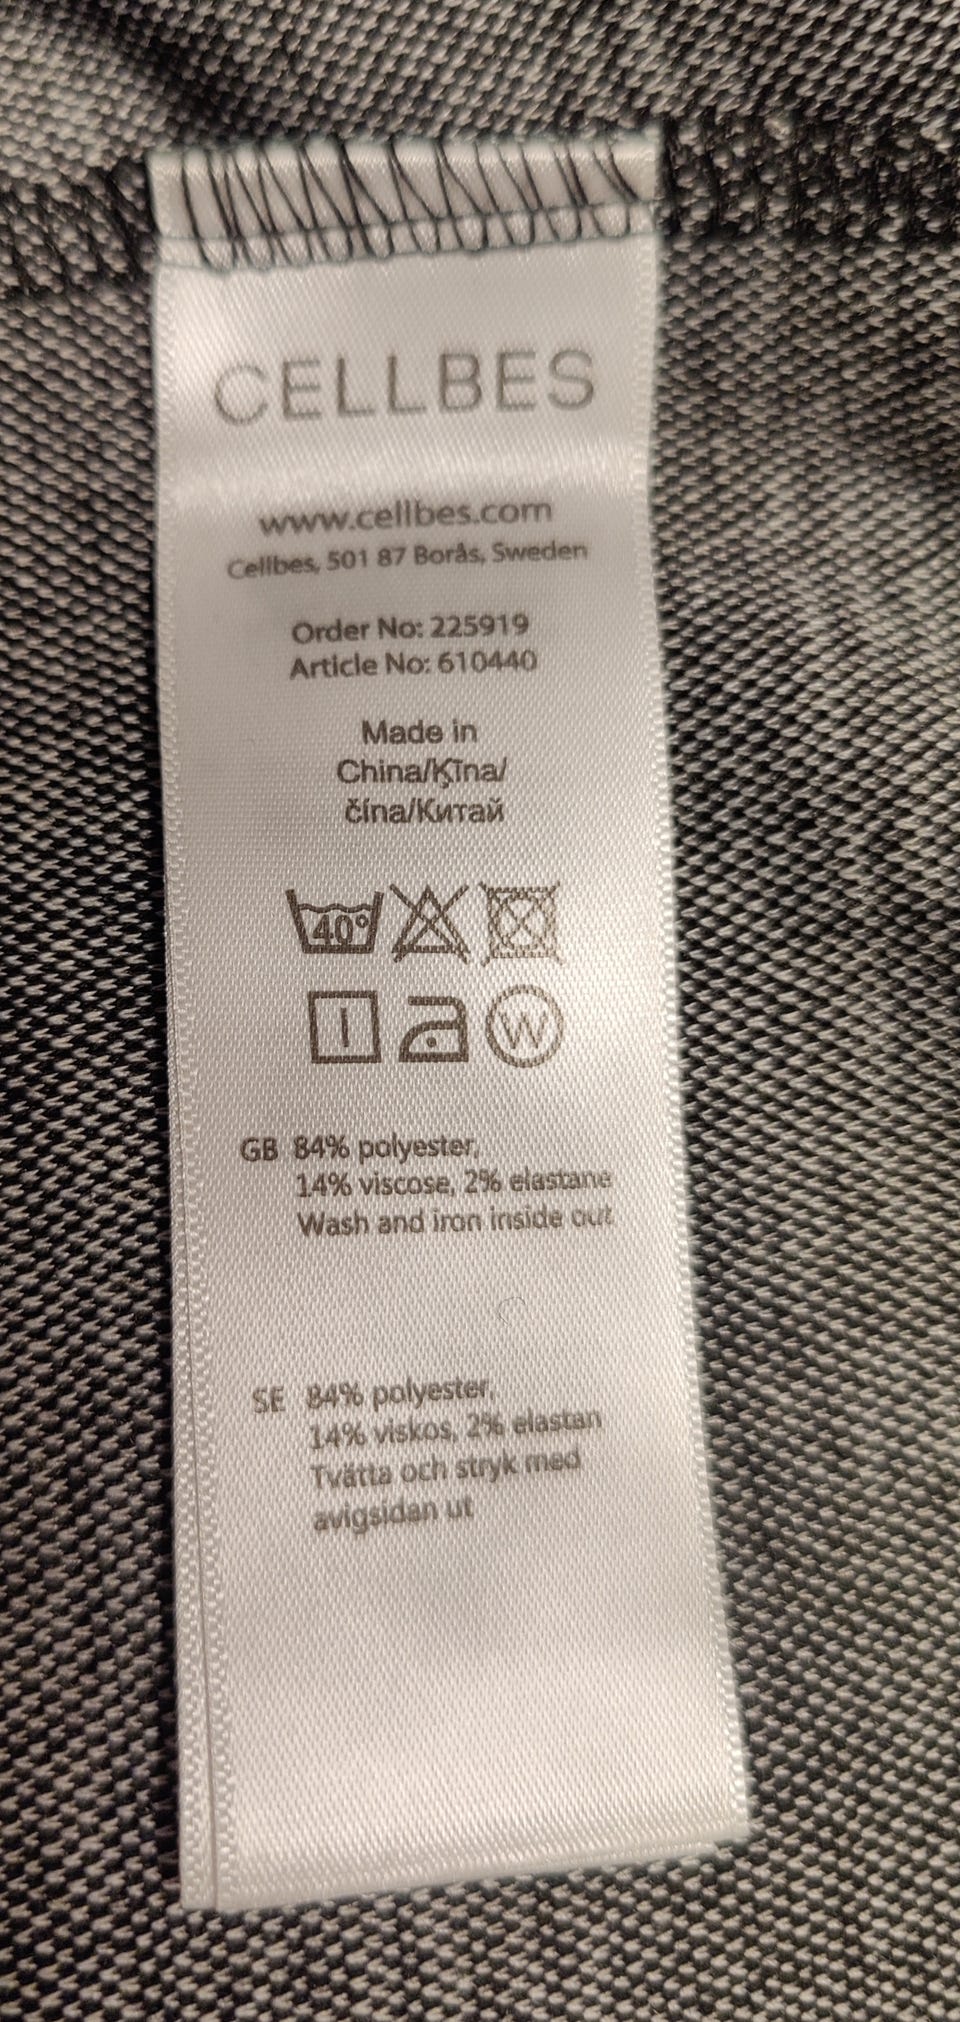 CELLBES
www.cellbes.com
Cellbes, 501 87 Borås, Sweden
Order No: 225919
Article No: 610440
Made in
China/Ķīna/
čína/Китай
40°
W
GB 84% polyester,
14% viscose, 2% elastane
Wash and iron inside out
SE 84% polyester,
14% viskos, 2% elastan
Tvätta och stryk med
avigsidan ut